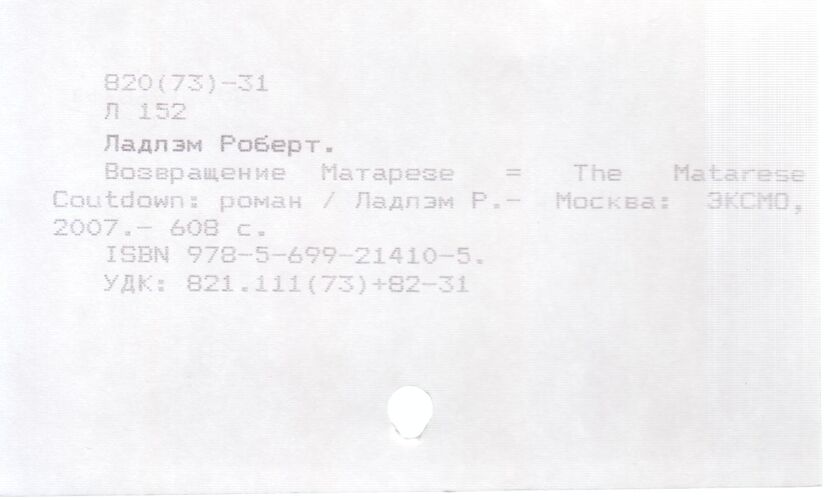 820(73)-31
Л 152
Ладлэм Роберт.
Возвращение Матарезе = The Matarese
Coutdown: роман / Ладлэм Р.- Москва: ЭКСМО,
2007.- 608 с.
ISBN 978-5-699-21410-5.
УДК: 821.111(73)+82-31